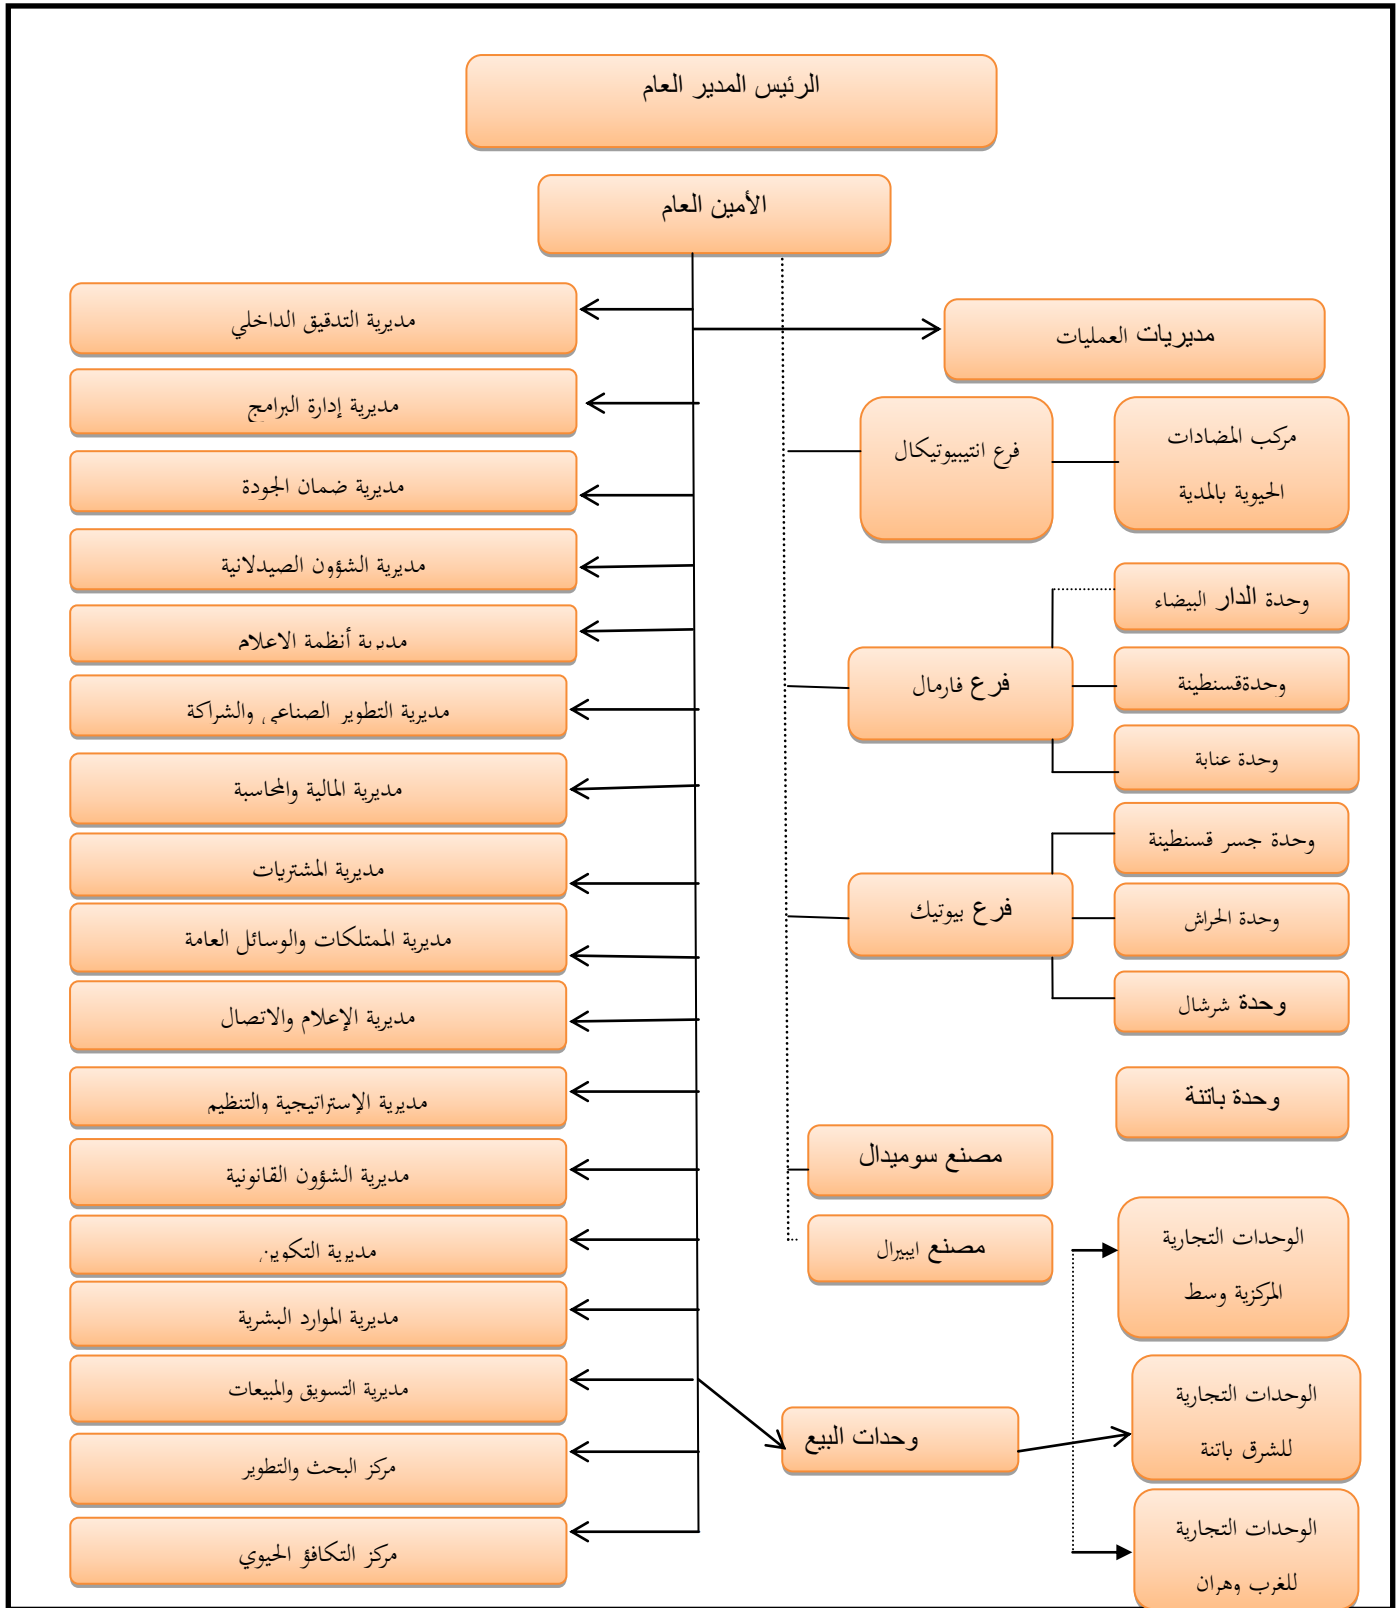 الرئيس المدير العام
الأمين العام
مديريات العمليات
فرع انتيبيوتيكال
مركب المضادات
الحيوية بالمدية
فرع فارمال
وحدة الدار البيضاء
وحدةقسنطينة
وحدة عنابة
فرع بيوتيك
وحدة جسر قسنطينة
وحدة الحراش
وحدة شرشال
وحدة باتنة
مصنع سوميدال
مصنع ايبيرال
وحدات البيع
الوحدات التجارية
المركزية وسط
الوحدات التجارية
للشرق باتنة
الوحدات التجارية
للغرب وهران
مديرية التدقيق الداخلي
مديرية إدارة البرامج
مديرية ضمان الجودة
مديرية الشؤون الصيدلانية
مديرية أنظمة الاعلام
مديرية التطوير الصناعي والشراكة
مديرية المالية والمحاسبة
مديرية المشتريات
مديرية الممتلكات والوسائل العامة
مديرية الإعلام والاتصال
مديرية الإستراتيجية والتنظيم
مديرية الشؤون القانونية
مديرية التكوين
مديرية الموارد البشرية
مديرية التسويق والمبيعات
مركز البحث والتطوير
مركز التكافؤ الحيوي